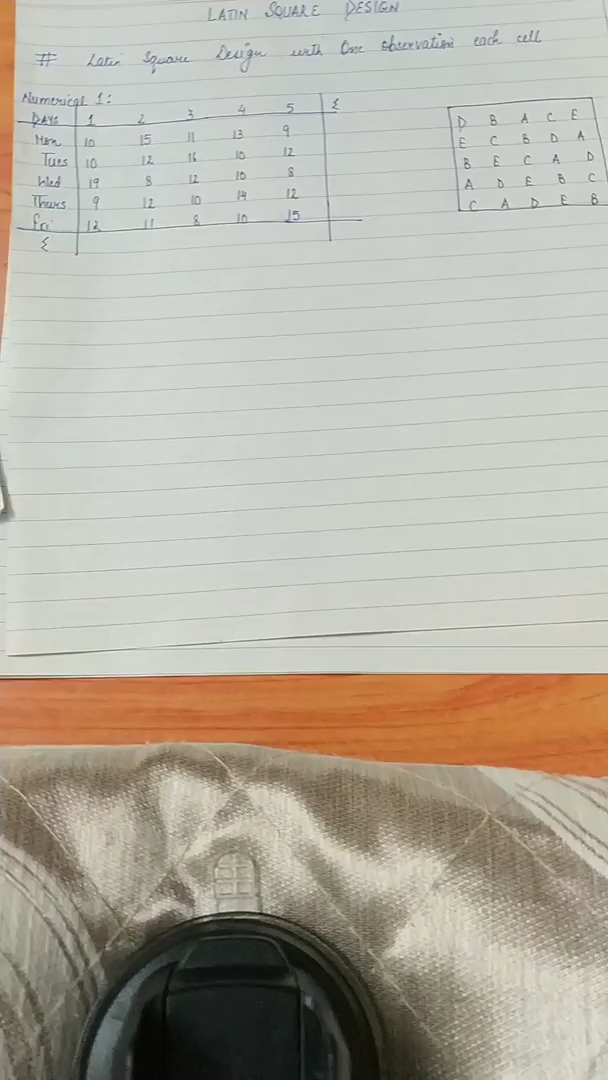 LATIN SQUARE DESIGN
# Latin Square Design with One observation each cell
Numerical 1:
DAYS 1 2 3 4 5 Σ
Mon 10 15 11 13 9
Tues 10 12 16 10 12
Wed 19 8 12 10 8
Thurs 9 12 10 14 12
Fri 12 11 8 10 15
Σ
D B A C E
E C B D A
B E C A D
A D E B C
C A D E B